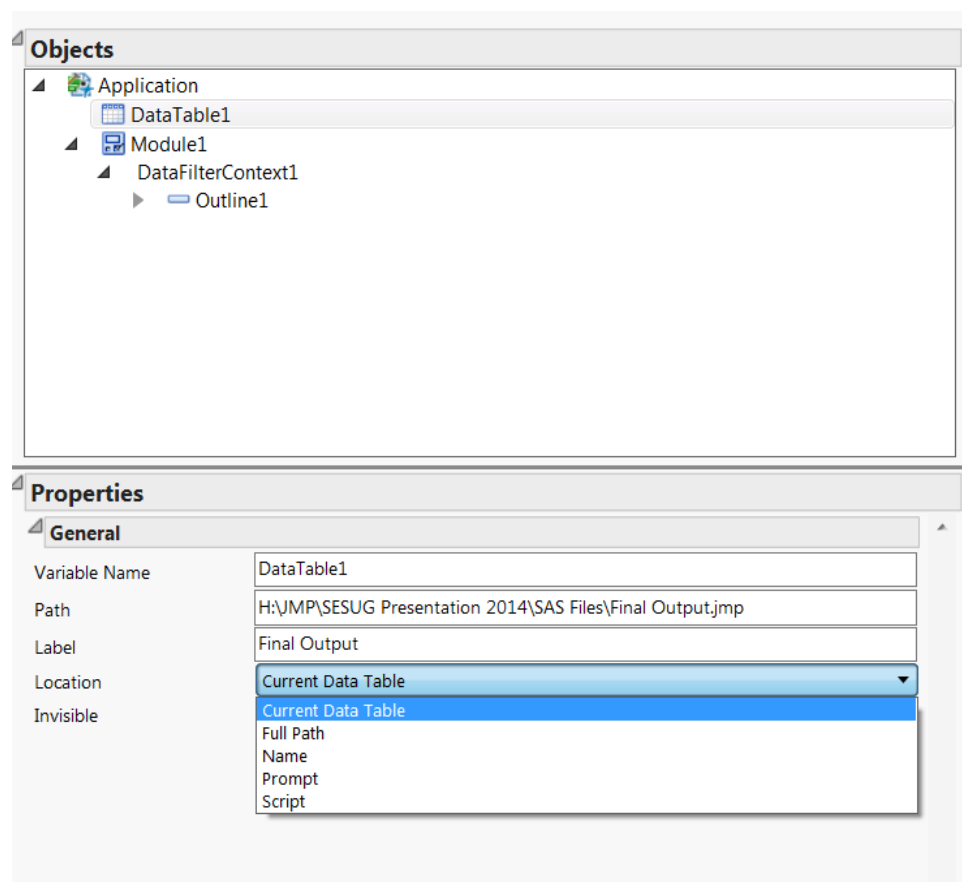 Objects
Application
DataTable1
Module1
DataFilterContext1
Outline1
Properties
General
Variable Name DataTable1
Path H:\JMP\SESUG Presentation 2014\SAS Files\Final Output.jmp
Label Final Output
Location Current Data Table
Invisible Current Data Table
Full Path
Name
Prompt
Script